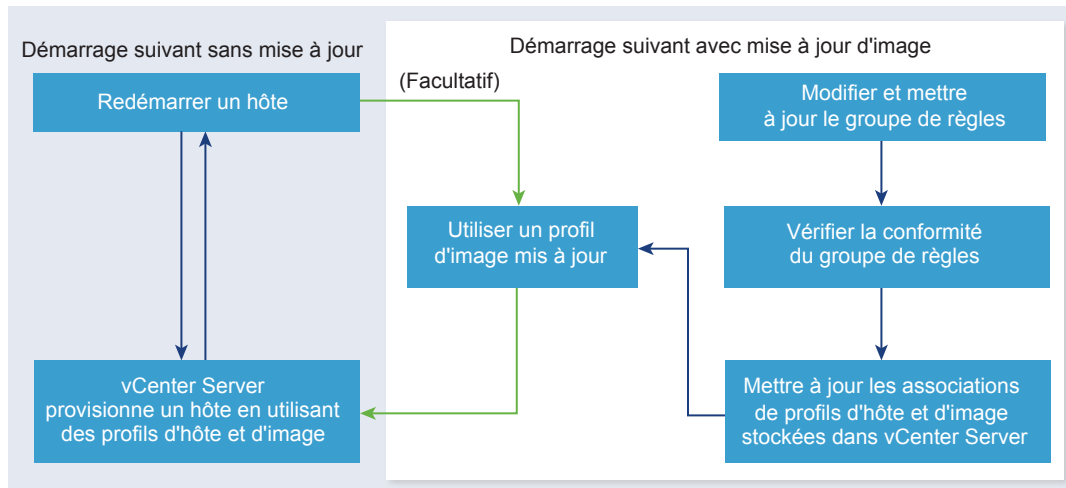 Démarrage suivant sans mise à jour
Redémarrer un hôte
vCenter Server
provisionne un hôte en utilisant
des profils d'hôte et d'image
Démarrage suivant avec mise à jour d'image
(Facultatif)
Utiliser un profil
d'image mis à jour
Modifier et mettre
à jour le groupe de règles
Vérifier la conformité
du groupe de règles
Mettre à jour les associations
de profils d'hôte et d'image
stockées dans vCenter Server